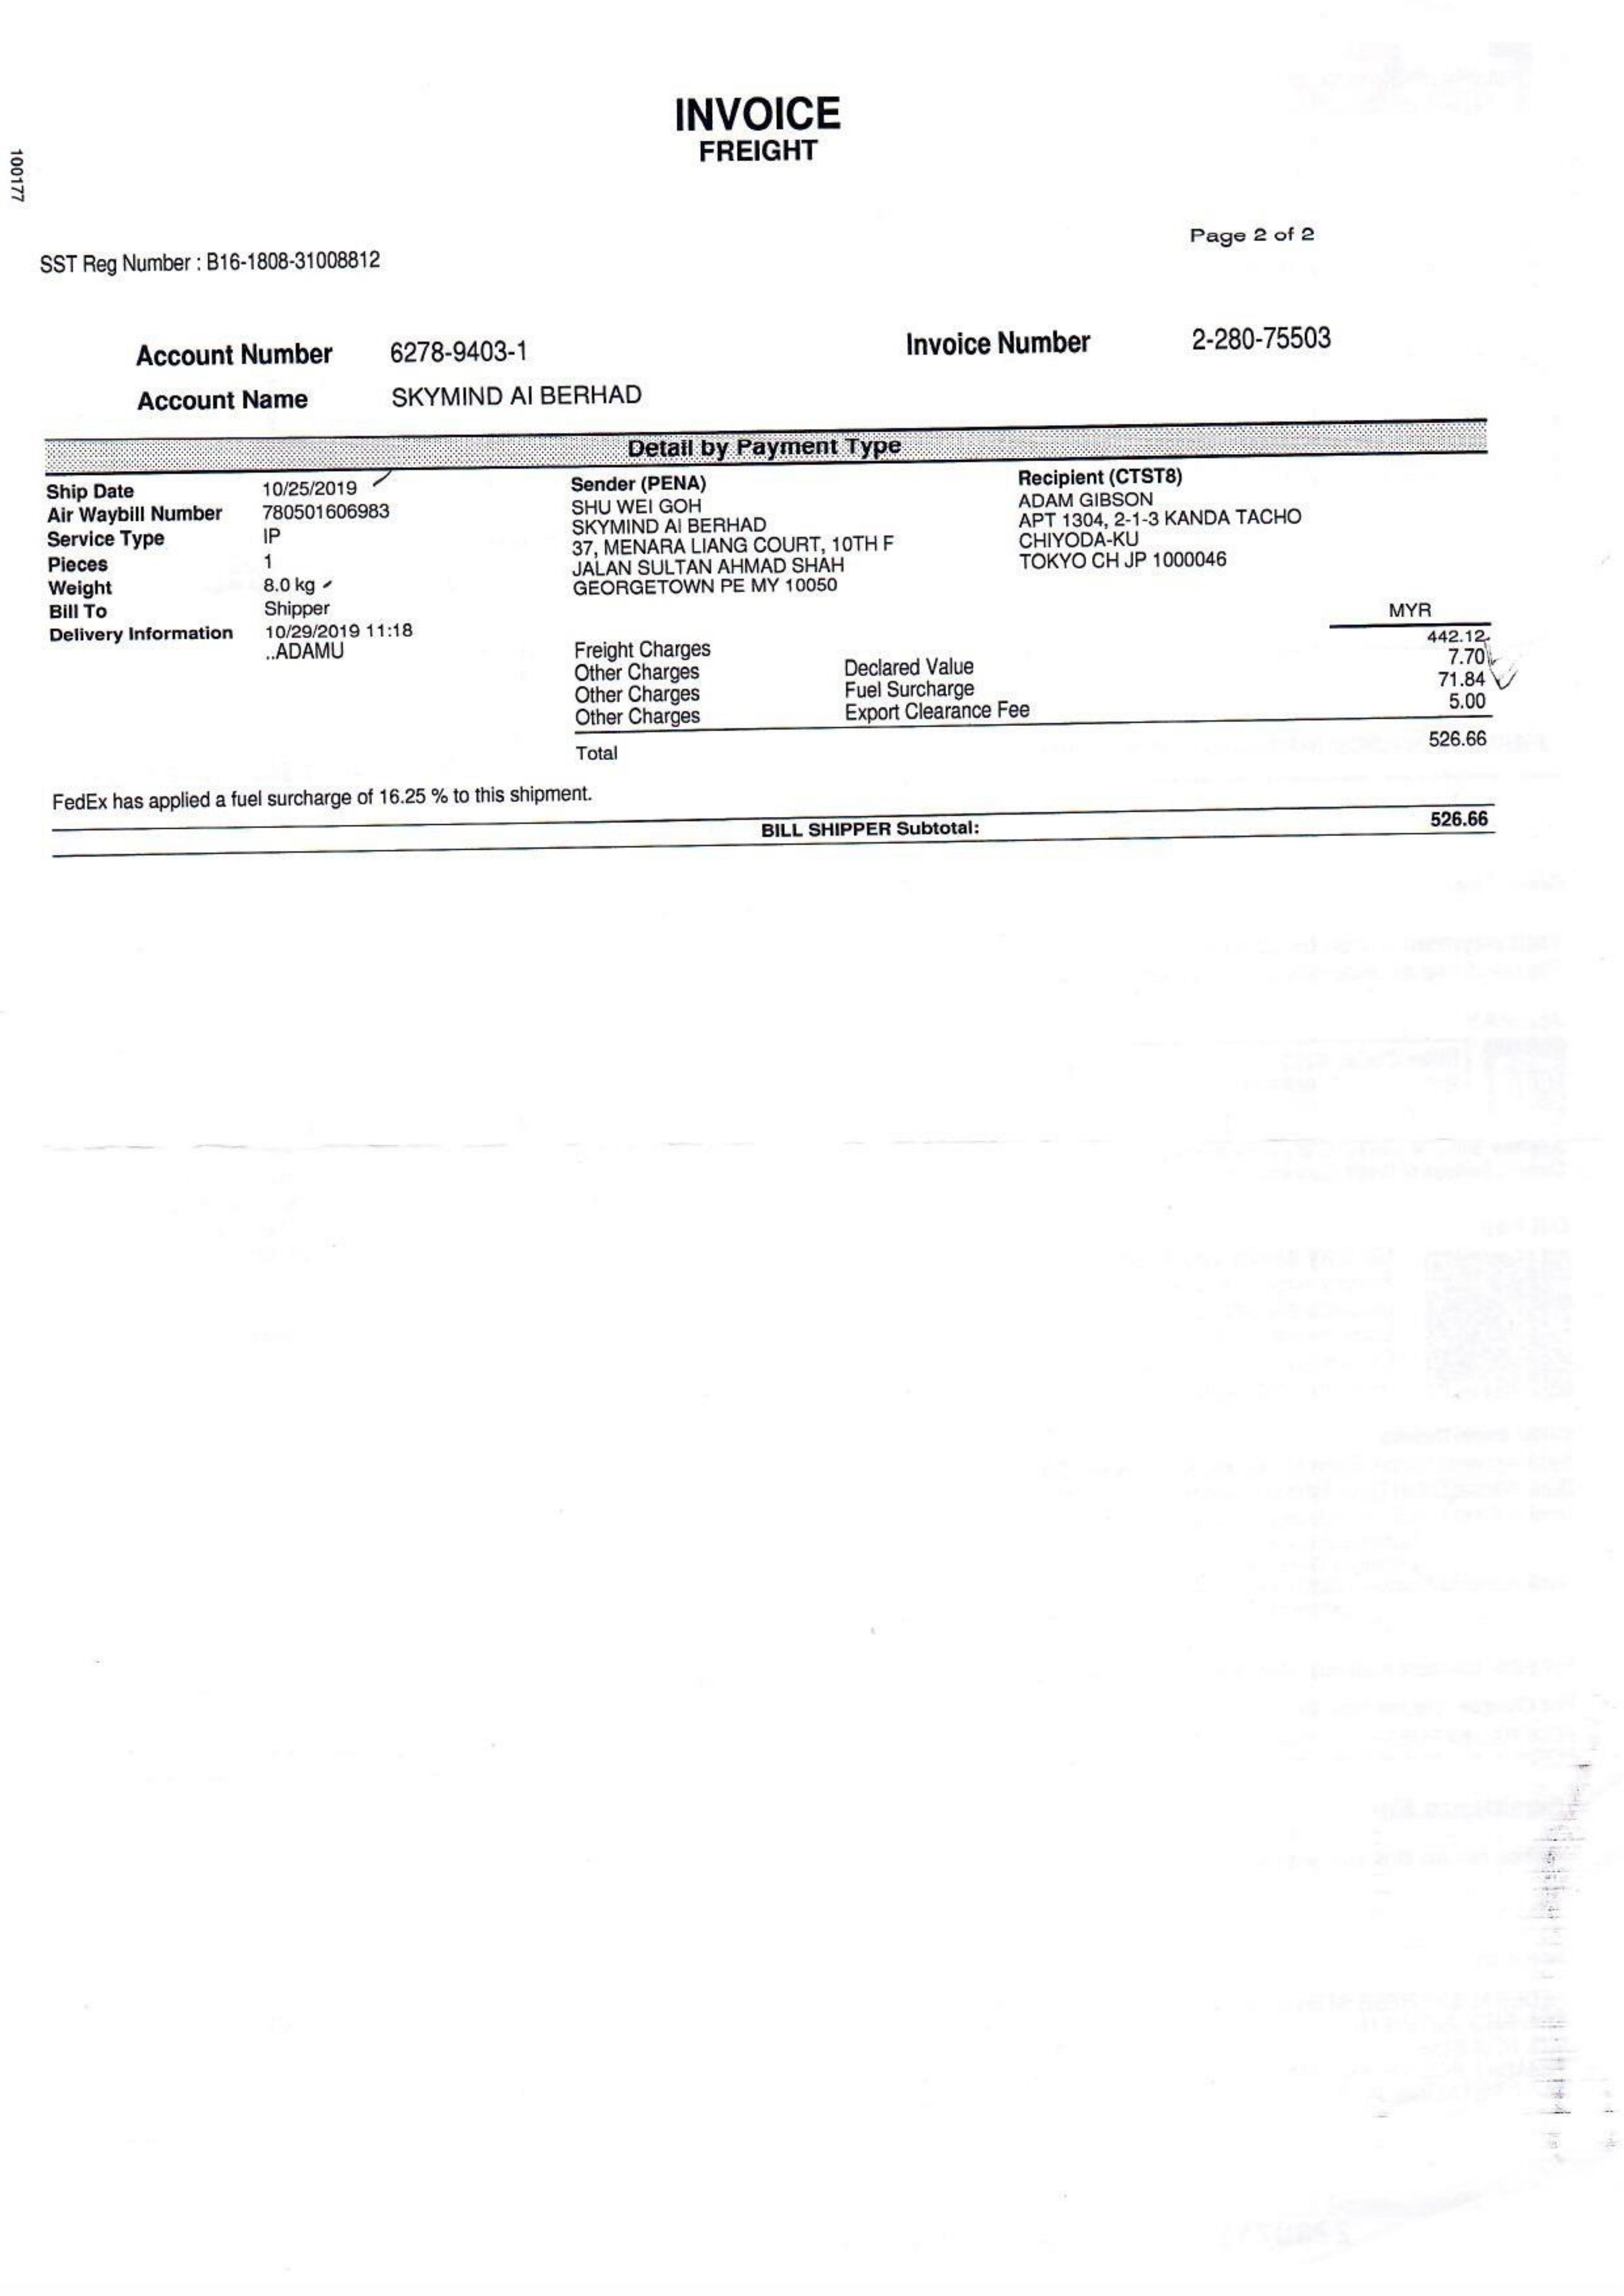 INVOICE
FREIGHT
100177
Page 2 of 2
SST Reg Number : B16-1808-31008812
Account Number 6278-9403-1 Invoice Number 2-280-75503
Account Name SKYMIND AI BERHAD
Detail by Payment Type
Ship Date 10/25/2019
Air Waybill Number 780501606983
Service Type IP
Pieces 1
Weight 8.0 kg
Bill To Shipper
Delivery Information 10/29/2019 11:18
..ADAMU
Sender (PENA)
SHU WEI GOH
SKYMIND AI BERHAD
37, MENARA LIANG COURT, 10TH F
JALAN SULTAN AHMAD SHAH
GEORGETOWN PE MY 10050
Recipient (CTST8)
ADAM GIBSON
APT 1304, 2-1-3 KANDA TACHO
CHIYODA-KU
TOKYO CH JP 1000046
MYR
Freight Charges 442.12
Other Charges Declared Value 7.70
Other Charges Fuel Surcharge 71.84
Other Charges Export Clearance Fee 5.00
Total 526.66
FedEx has applied a fuel surcharge of 16.25 % to this shipment.
BILL SHIPPER Subtotal: 526.66